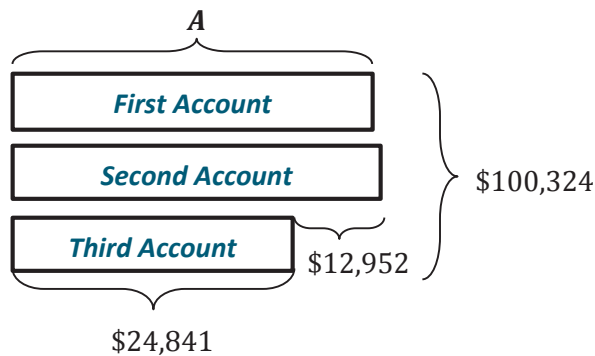 A
First Account
Second Account
$100,324
Third Account
$12,952
$24,841